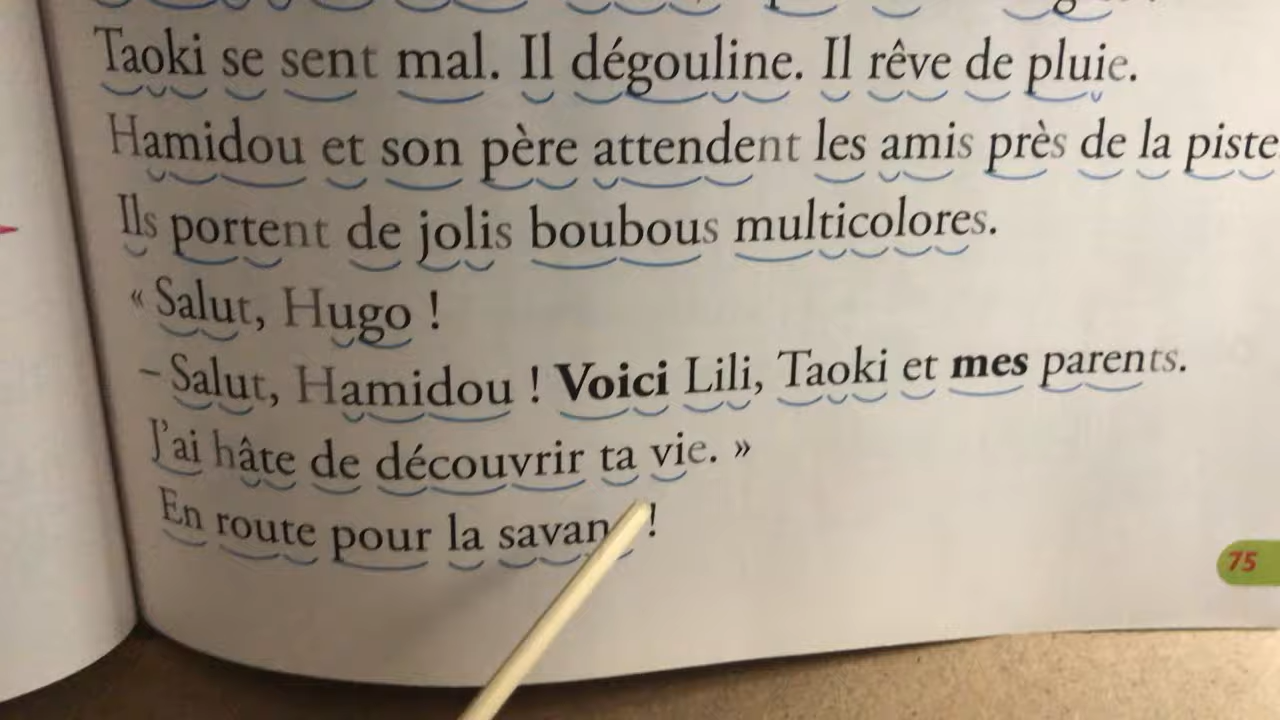 Taoki se sent mal. Il dégouline. Il rêve de pluie.
Hamidou et son père attendent les amis près de la piste
Ils portent de jolis boubous multicolores.
« Salut, Hugo !
– Salut, Hamidou ! Voici Lili, Taoki et mes parents.
J'ai hâte de découvrir ta vie. »
En route pour la savan !
75